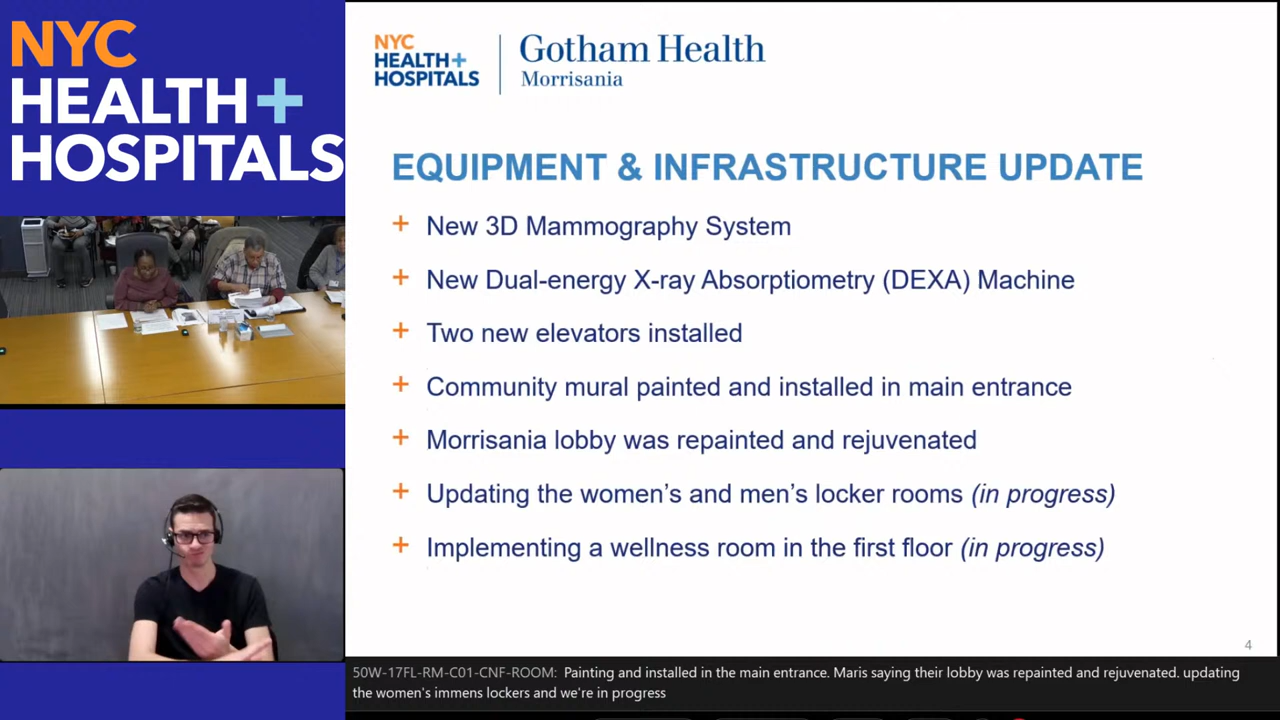 NYC
HEALTH+
HOSPITALS
NYC
HEALTH+
HOSPITALS
Gotham Health
Morrisania
EQUIPMENT & INFRASTRUCTURE UPDATE
+ New 3D Mammography System
+ New Dual-energy X-ray Absorptiometry (DEXA) Machine
+ Two new elevators installed
+ Community mural painted and installed in main entrance
+ Morrisania lobby was repainted and rejuvenated
+ Updating the women's and men's locker rooms (in progress)
+ Implementing a wellness room in the first floor (in progress)
4
50W-17FL-RM-C01-CNF-ROOM: Painting and installed in the main entrance. Maris saying their lobby was repainted and rejuvenated. updating
the women's immens lockers and we're in progress